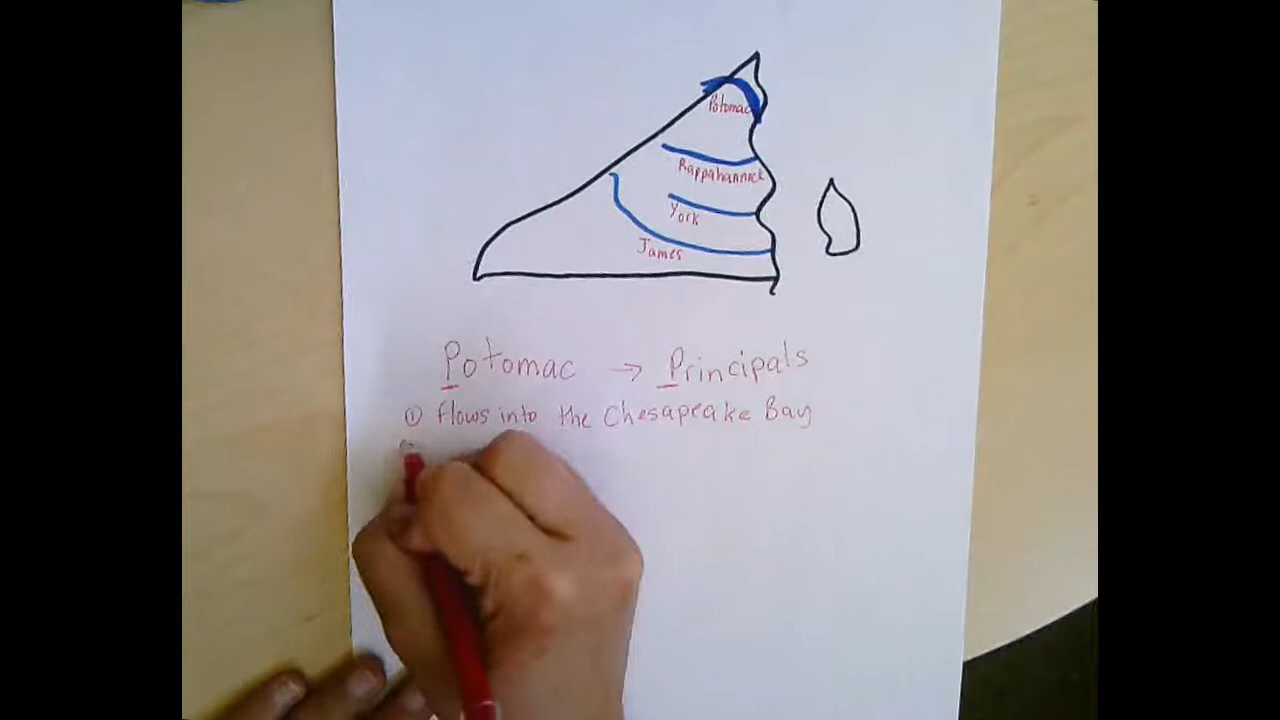 Potomac
Rappahannock
York
James
Potomac → Principals
① Flows into the Chesapeake Bay